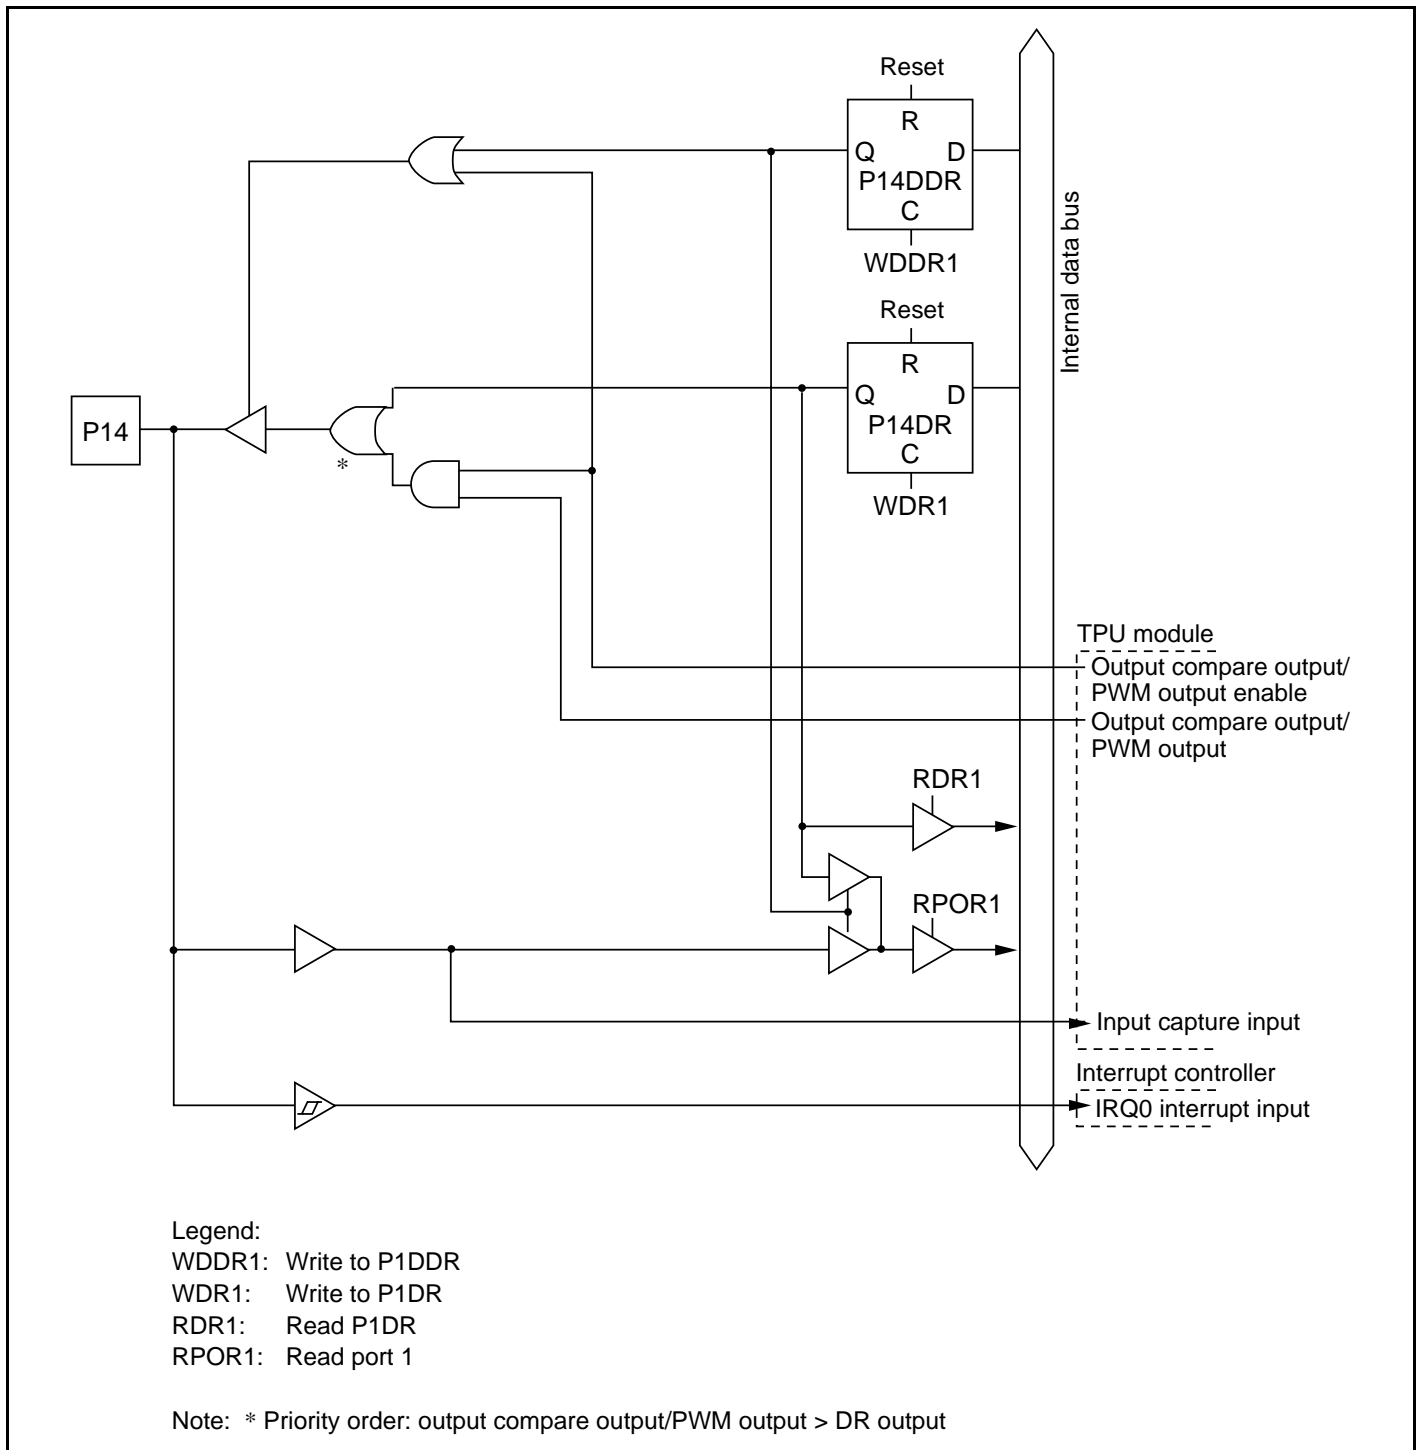 Reset
R
Q D
P14DDR
C
WDDR1
Internal data bus
Reset
R
Q D
P14DR
C
WDR1
P14
*
TPU module
Output compare output/
PWM output enable
Output compare output/
PWM output
RDR1
RPOR1
Input capture input
Interrupt controller
IRQ0 interrupt input
Legend:
WDDR1: Write to P1DDR
WDR1: Write to P1DR
RDR1: Read P1DR
RPOR1: Read port 1
Note: * Priority order: output compare output/PWM output > DR output